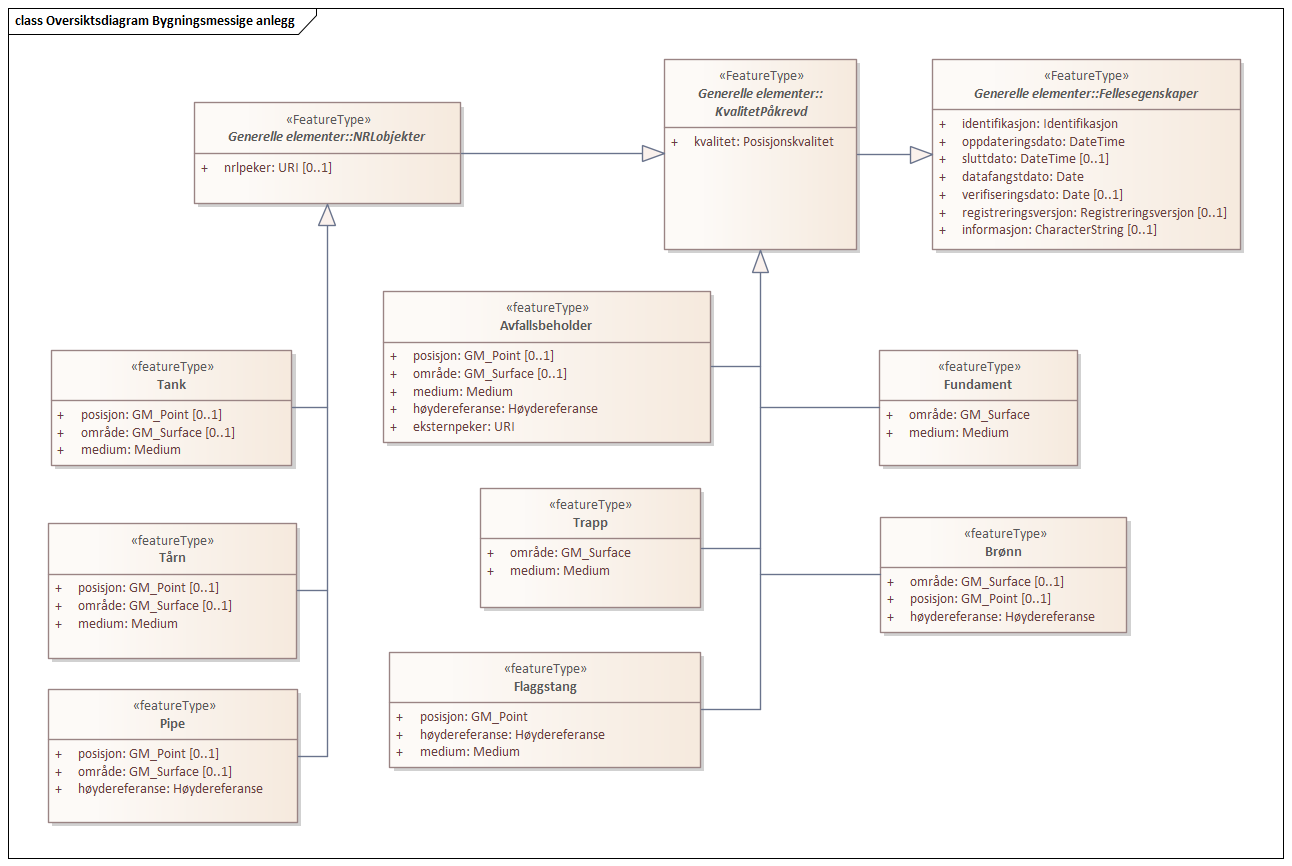 class Oversiktsdiagram Bygningsmessige anlegg
«FeatureType»
Generelle elementer::NRLobjekter
+ nrlpeker: URI [0..1]
«FeatureType»
Generelle elementer::
KvalitetPåkrevd
+ kvalitet: Posisjonskvalitet
«FeatureType»
Generelle elementer::Fellesegenskaper
+ identifikasjon: Identifikasjon
+ oppdateringsdato: DateTime
+ sluttdato: DateTime [0..1]
+ datafangstdato: Date
+ verifiseringsdato: Date [0..1]
+ registreringsversjon: Registreringsversjon [0..1]
+ informasjon: CharacterString [0..1]
«featureType»
Avfallsbeholder
+ posisjon: GM_Point [0..1]
+ område: GM_Surface [0..1]
+ medium: Medium
+ høydereferanse: Høydereferanse
+ eksternpeker: URI
«featureType»
Tank
+ posisjon: GM_Point [0..1]
+ område: GM_Surface [0..1]
+ medium: Medium
«featureType»
Fundament
+ område: GM_Surface
+ medium: Medium
«featureType»
Trapp
+ område: GM_Surface
+ medium: Medium
«featureType»
Tårn
+ posisjon: GM_Point [0..1]
+ område: GM_Surface [0..1]
+ medium: Medium
«featureType»
Brønn
+ område: GM_Surface [0..1]
+ posisjon: GM_Point [0..1]
+ høydereferanse: Høydereferanse
«featureType»
Flaggstang
+ posisjon: GM_Point
+ høydereferanse: Høydereferanse
+ medium: Medium
«featureType»
Pipe
+ posisjon: GM_Point [0..1]
+ område: GM_Surface [0..1]
+ høydereferanse: Høydereferanse